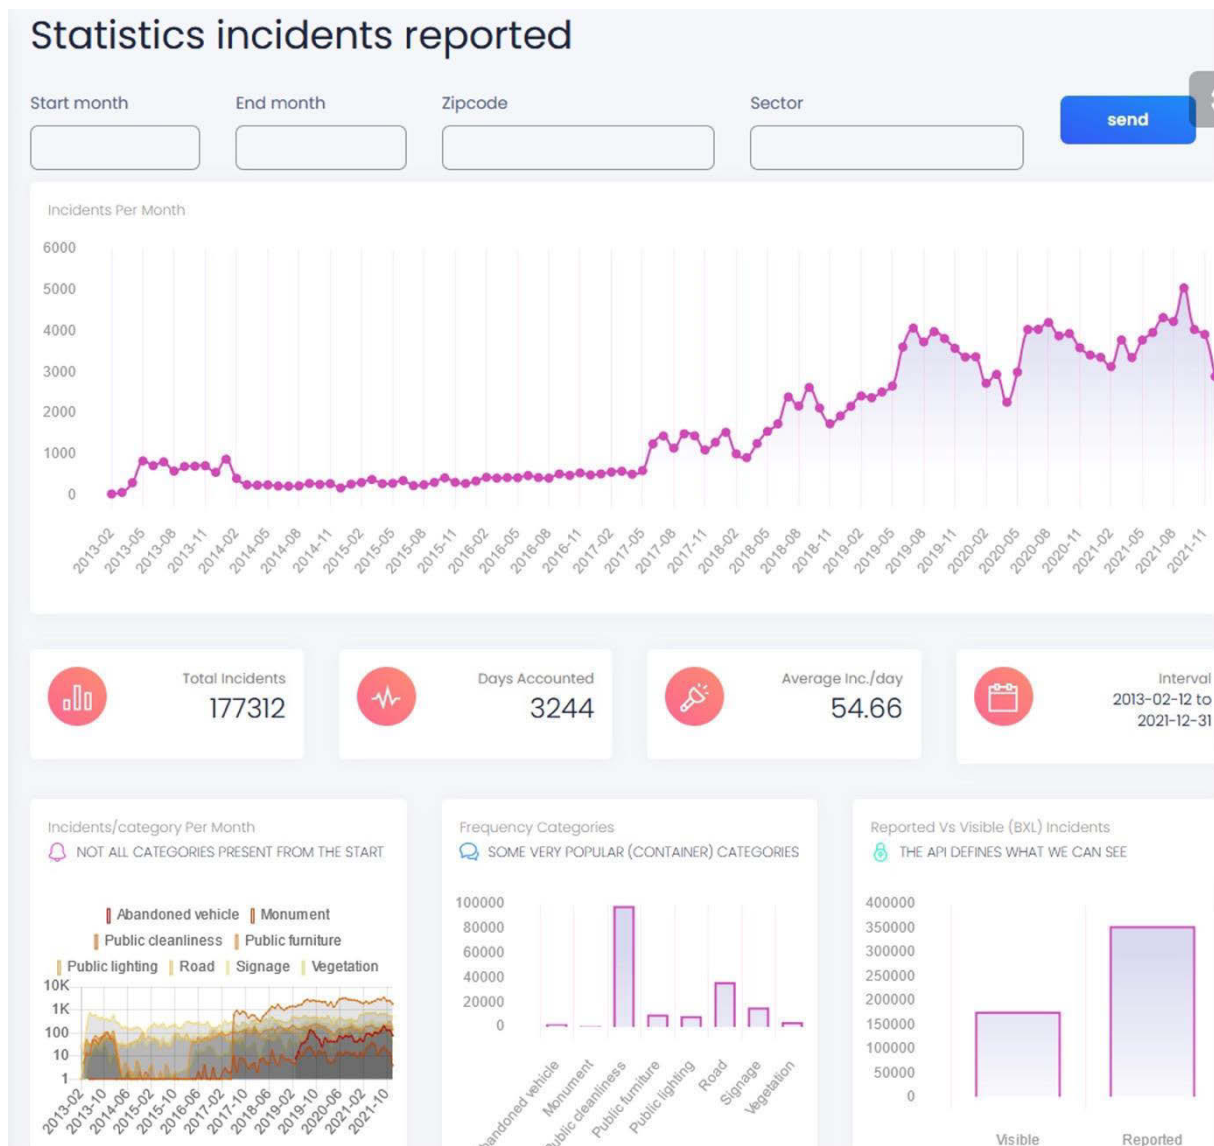 Statistics incidents reported
Start month End month Zipcode Sector
send
Incidents Per Month
6000
5000
4000
3000
2000
1000
0
2013-02 2013-05 2013-08 2013-11 2014-02 2014-05 2014-08 2014-11 2015-02 2015-05 2015-08 2015-11 2016-02 2016-05 2016-08 2016-11 2017-02 2017-05 2017-08 2017-11 2018-02 2018-05 2018-08 2018-11 2019-02 2019-05 2019-08 2019-11 2020-02 2020-05 2020-08 2020-11 2021-02 2021-05 2021-08 2021-11
Total Incidents
177312
Days Accounted
3244
Average Inc./day
54.66
Interval
2013-02-12 to
2021-12-31
Incidents/category Per Month
NOT ALL CATEGORIES PRESENT FROM THE START
Abandoned vehicle Monument
Public cleanliness Public furniture
Public lighting Road Signage Vegetation
10K
1K
100
10
1
2013-02 2013-10 2014-06 2015-02 2015-10 2016-06 2017-02 2017-10 2018-06 2019-02 2019-10 2020-06 2021-02 2021-10
Frequency Categories
SOME VERY POPULAR (CONTAINER) CATEGORIES
100000
80000
60000
40000
20000
0
bandoned vehicle Monument ublic cleanliness Public furniture Public lighting Road Signage Vegetation
Reported Vs Visible (BXL) Incidents
THE API DEFINES WHAT WE CAN SEE
400000
350000
300000
250000
200000
150000
100000
50000
0
Visible Reported